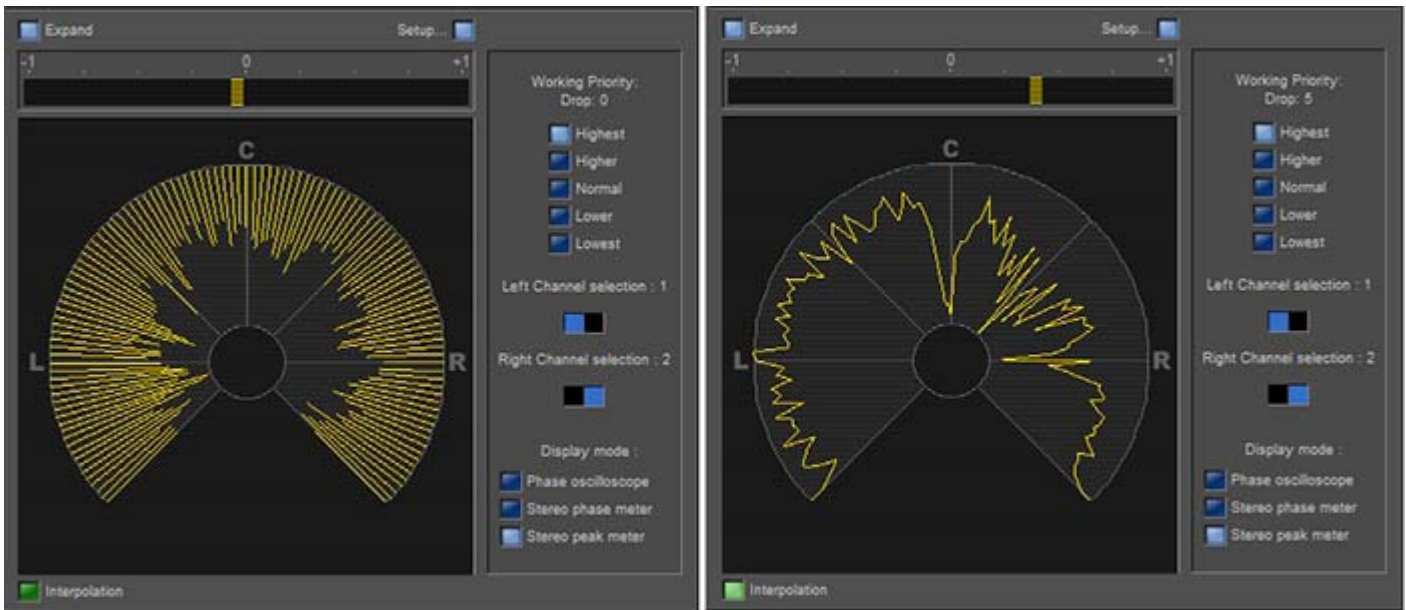 Expand
Setup...
-1 0 +1
Working Priority:
Drop: 0
Highest
Higher
Normal
Lower
Lowest
Left Channel selection : 1
Right Channel selection : 2
Display mode :
Phase oscilloscope
Stereo phase meter
Stereo peak meter
C
L R
Interpolation
Expand
Setup...
-1 0 +1
Working Priority:
Drop: 5
Highest
Higher
Normal
Lower
Lowest
Left Channel selection : 1
Right Channel selection : 2
Display mode :
Phase oscilloscope
Stereo phase meter
Stereo peak meter
C
L R
Interpolation